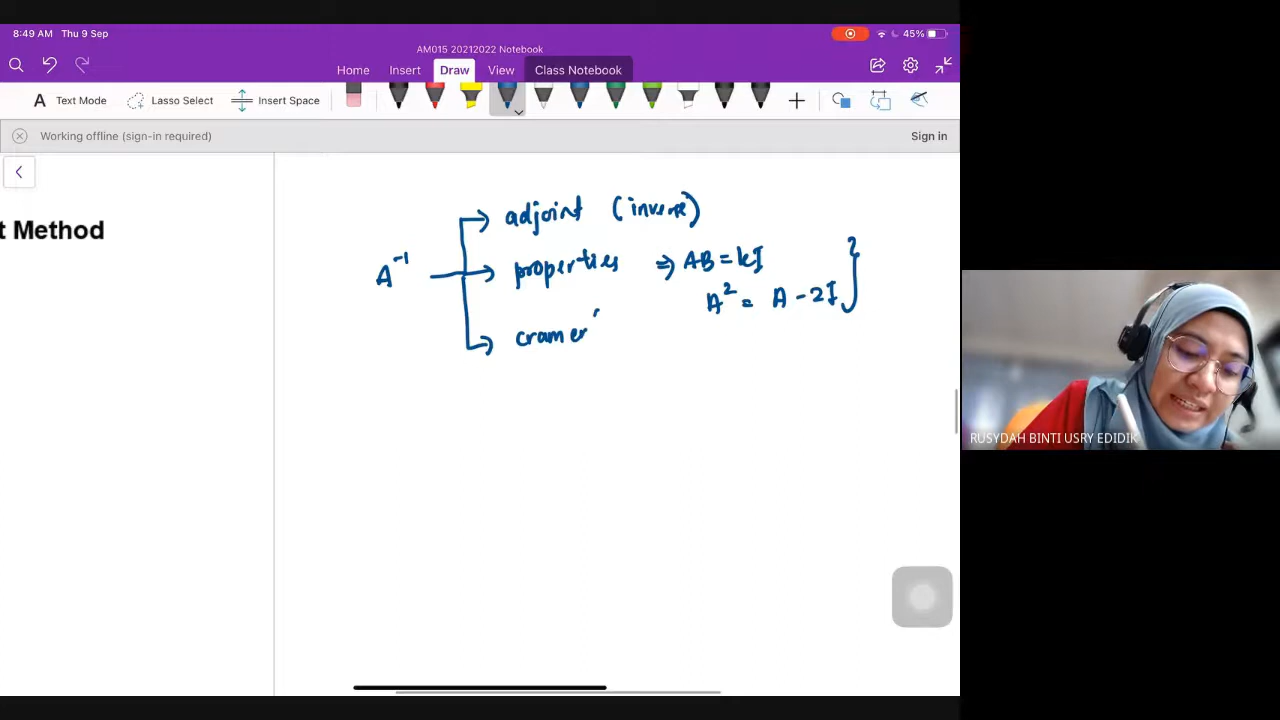 8:49 AM Thu 9 Sep
45%
AM015 20212022 Notebook
Home Insert Draw View Class Notebook
A Text Mode Lasso Select Insert Space
Working offline (sign-in required) Sign in
t Method
adjoint (inverse)
A⁻¹ properties ⇒ AB = kI
A² = A - 2I
cramer'
RUSYDAH BINTI USRY EDIDIK